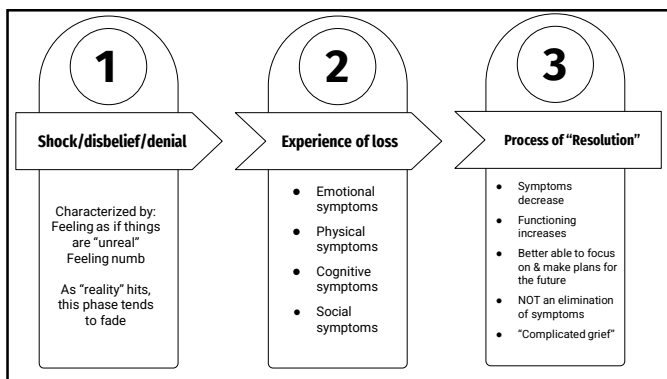 1
Shock/disbelief/denial
Characterized by:
Feeling as if things
are “unreal”
Feeling numb
As “reality” hits,
this phase tends
to fade
2
Experience of loss
● Emotional
symptoms
● Physical
symptoms
● Cognitive
symptoms
● Social
symptoms
3
Process of “Resolution”
● Symptoms
decrease
● Functioning
increases
● Better able to focus
on & make plans for
the future
● NOT an elimination
of symptoms
● “Complicated grief”